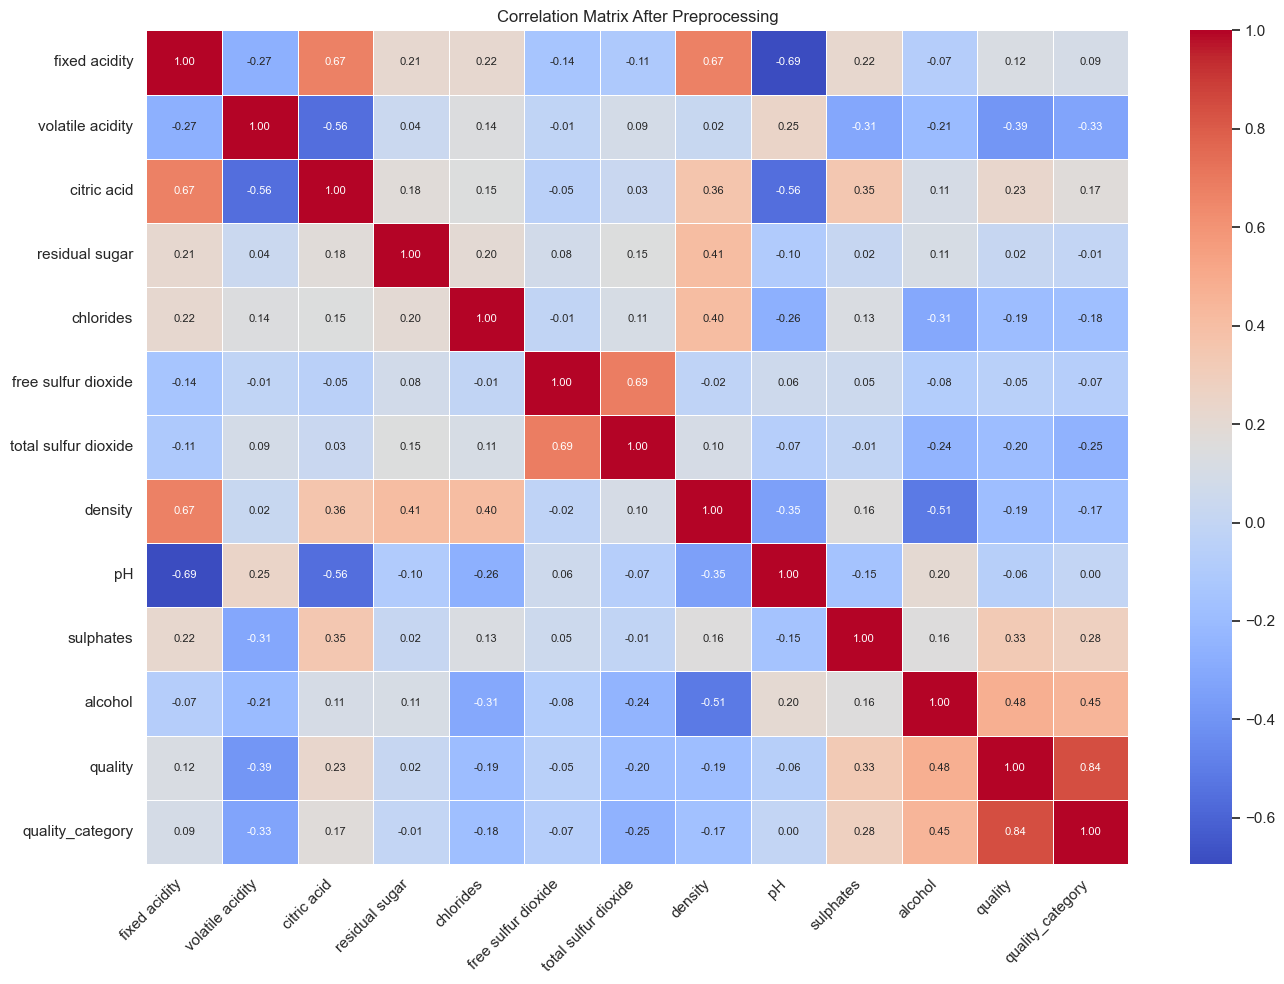 Correlation Matrix After Preprocessing
fixed acidity 1.00 -0.27 0.67 0.21 0.22 -0.14 -0.11 0.67 -0.69 0.22 -0.07 0.12 0.09
volatile acidity -0.27 1.00 -0.56 0.04 0.14 -0.01 0.09 0.02 0.25 -0.31 -0.21 -0.39 -0.33
citric acid 0.67 -0.56 1.00 0.18 0.15 -0.05 0.03 0.36 -0.56 0.35 0.11 0.23 0.17
residual sugar 0.21 0.04 0.18 1.00 0.20 0.08 0.15 0.41 -0.10 0.02 0.11 0.02 -0.01
chlorides 0.22 0.14 0.15 0.20 1.00 -0.01 0.11 0.40 -0.26 0.13 -0.31 -0.19 -0.18
free sulfur dioxide -0.14 -0.01 -0.05 0.08 -0.01 1.00 0.69 -0.02 0.06 0.05 -0.08 -0.05 -0.07
total sulfur dioxide -0.11 0.09 0.03 0.15 0.11 0.69 1.00 0.10 -0.07 -0.01 -0.24 -0.20 -0.25
density 0.67 0.02 0.36 0.41 0.40 -0.02 0.10 1.00 -0.35 0.16 -0.51 -0.19 -0.17
pH -0.69 0.25 -0.56 -0.10 -0.26 0.06 -0.07 -0.35 1.00 -0.15 0.20 -0.06 0.00
sulphates 0.22 -0.31 0.35 0.02 0.13 0.05 -0.01 0.16 -0.15 1.00 0.16 0.33 0.28
alcohol -0.07 -0.21 0.11 0.11 -0.31 -0.08 -0.24 -0.51 0.20 0.16 1.00 0.48 0.45
quality 0.12 -0.39 0.23 0.02 -0.19 -0.05 -0.20 -0.19 -0.06 0.33 0.48 1.00 0.84
quality_category 0.09 -0.33 0.17 -0.01 -0.18 -0.07 -0.25 -0.17 0.00 0.28 0.45 0.84 1.00
fixed acidity volatile acidity citric acid residual sugar chlorides free sulfur dioxide total sulfur dioxide density pH sulphates alcohol quality quality_category
1.0
0.8
0.6
0.4
0.2
0.0
−0.2
−0.4
−0.6